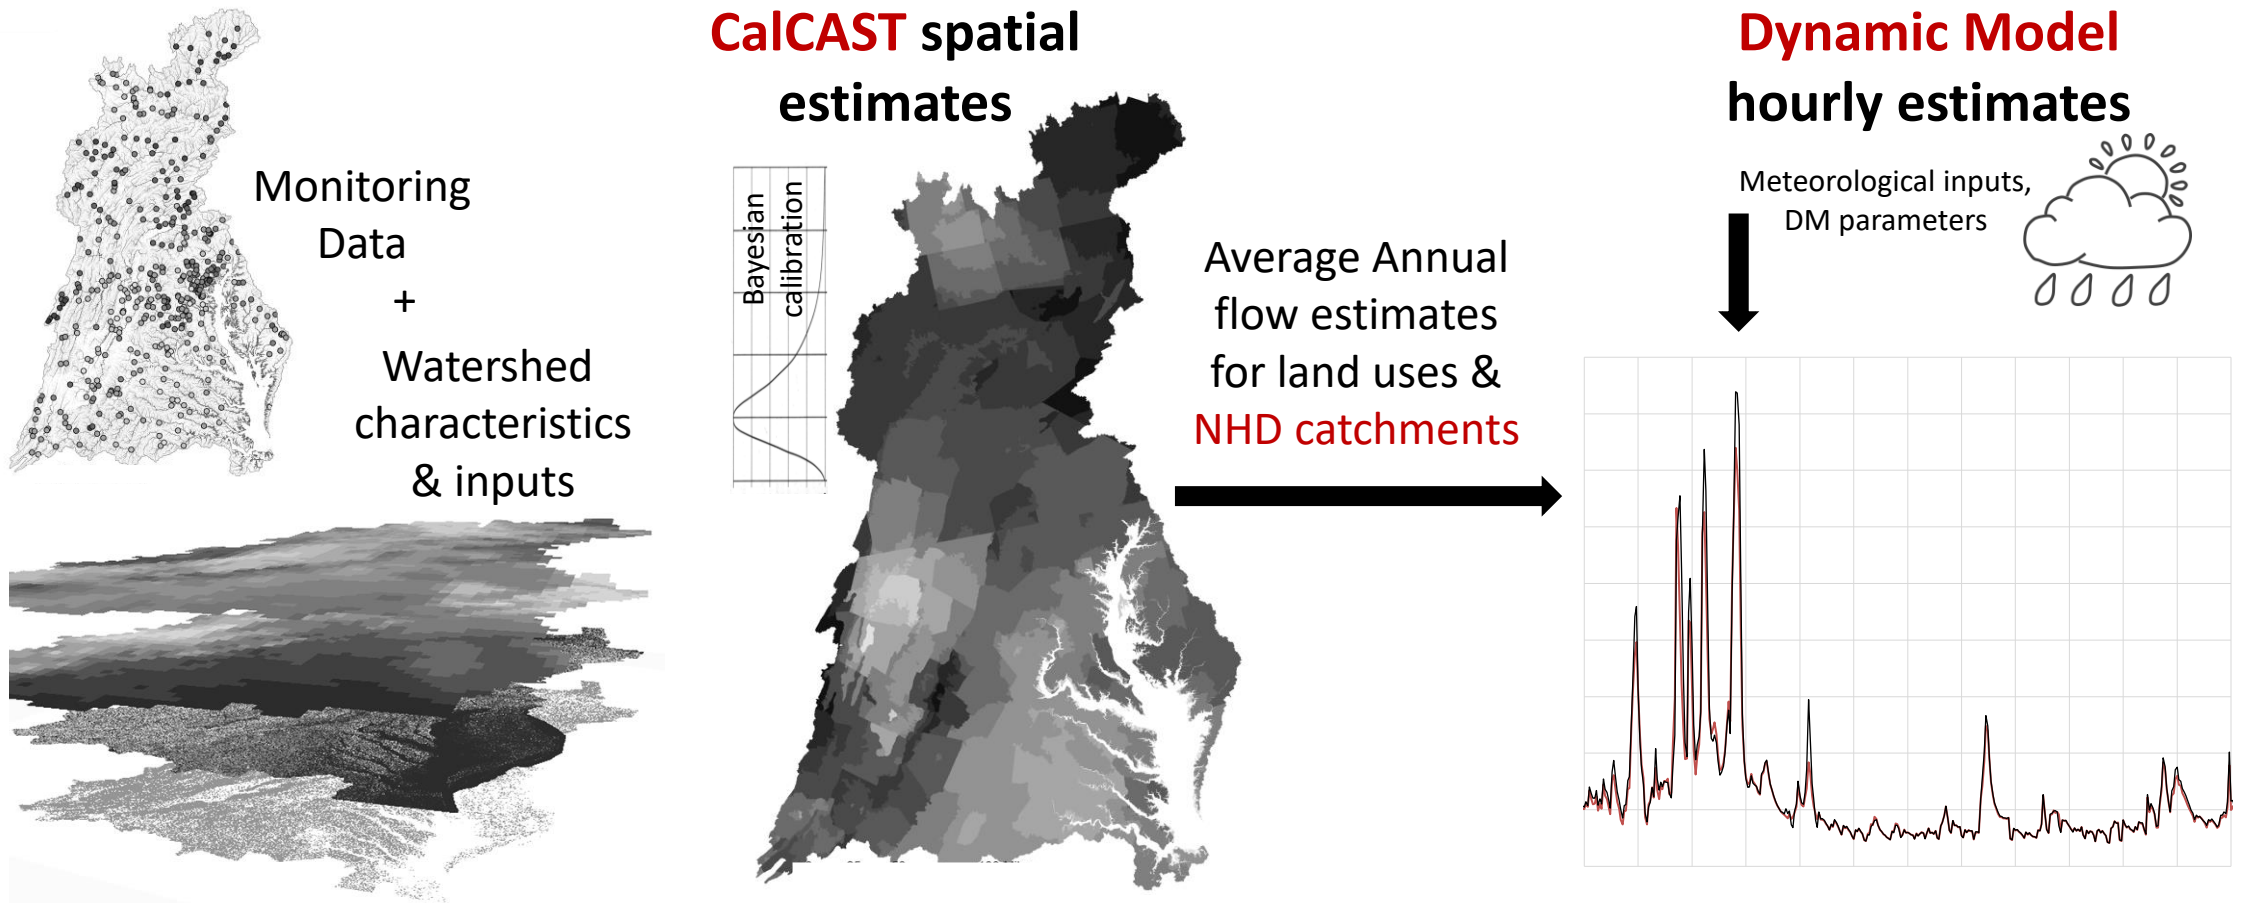 Monitoring
Data
+
Watershed
characteristics
& inputs
CalCAST spatial
estimates
Bayesian
calibration
Average Annual
flow estimates
for land uses &
NHD catchments
Dynamic Model
hourly estimates
Meteorological inputs,
DM parameters